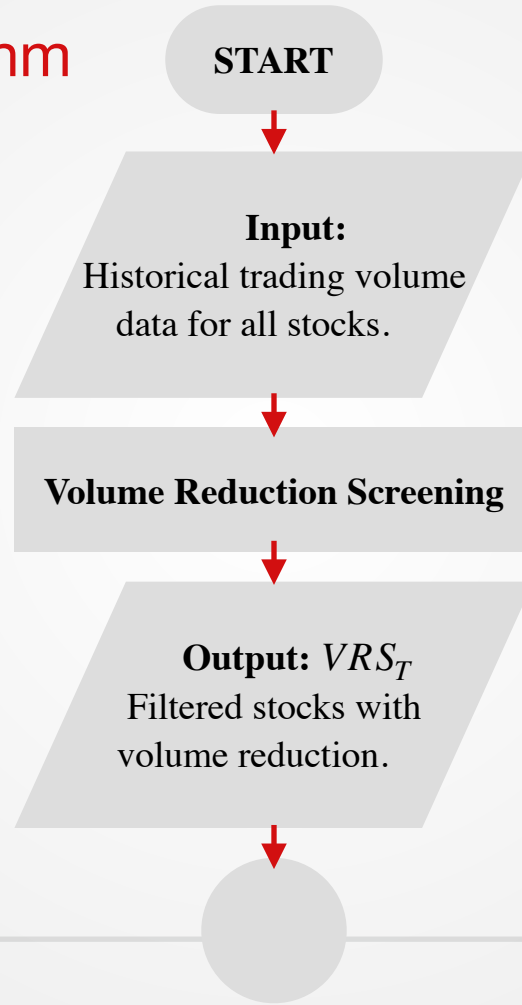 START
Input:
Historical trading volume
data for all stocks.
Volume Reduction Screening
Output: VRS_T
Filtered stocks with
volume reduction.